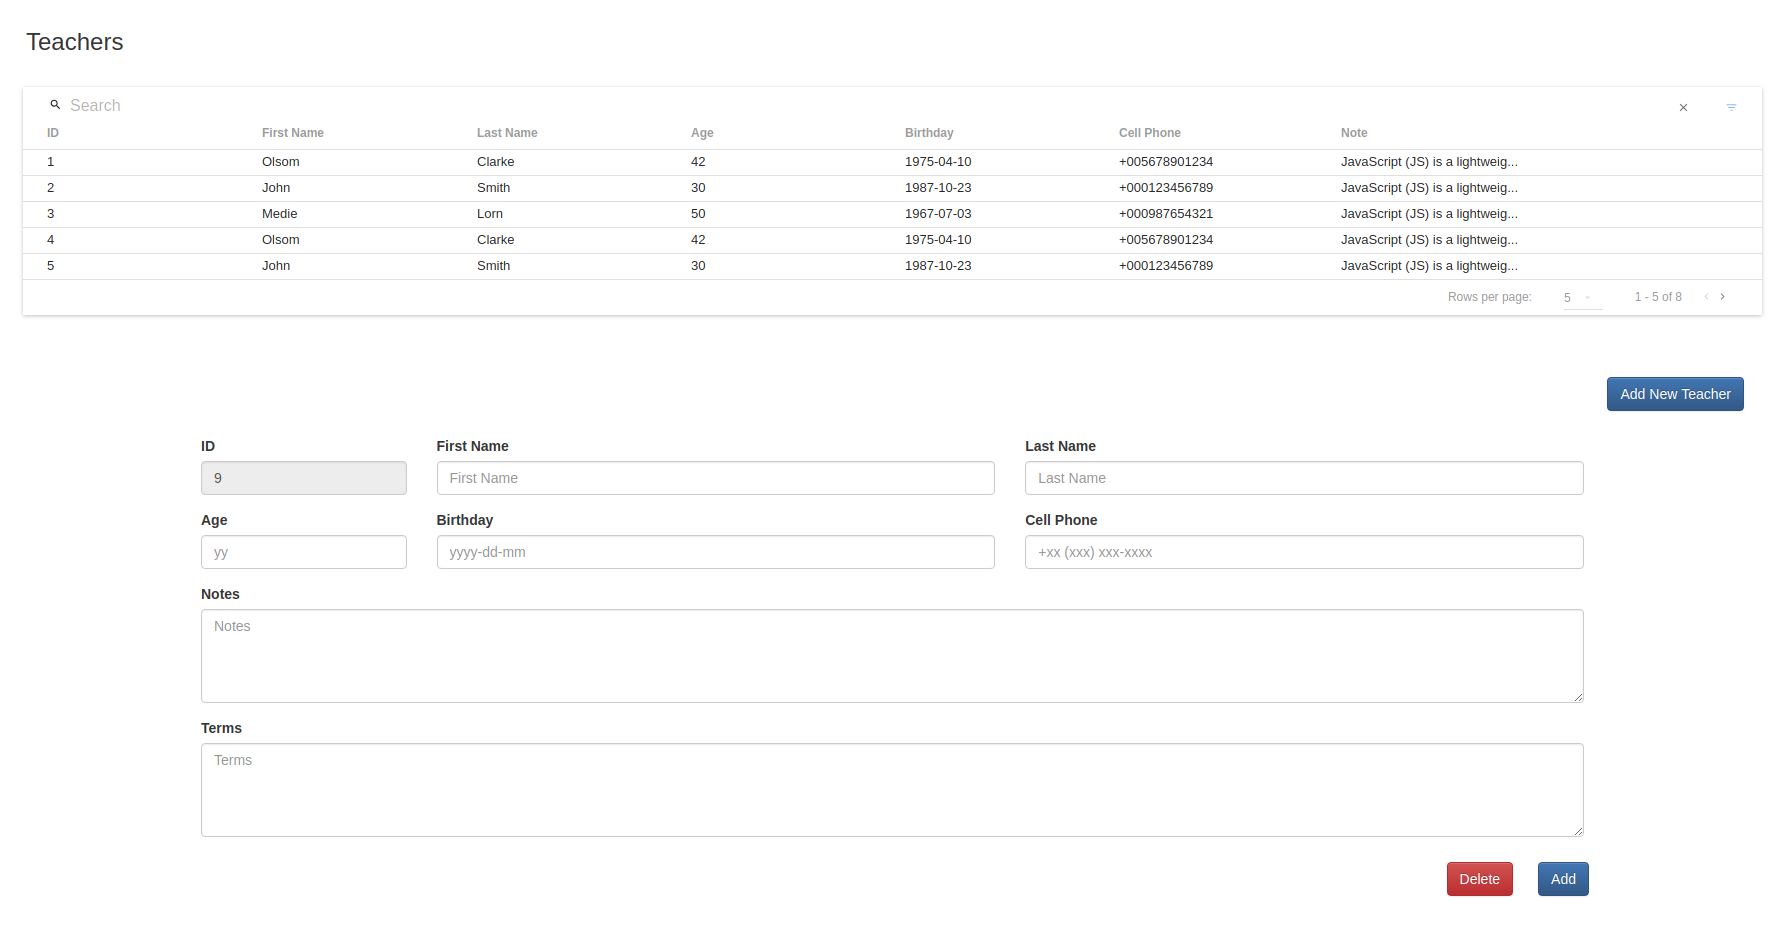 Teachers
Search
ID First Name Last Name Age Birthday Cell Phone Note
1 Olsom Clarke 42 1975-04-10 +005678901234 JavaScript (JS) is a lightweig...
2 John Smith 30 1987-10-23 +000123456789 JavaScript (JS) is a lightweig...
3 Medie Lorn 50 1967-07-03 +000987654321 JavaScript (JS) is a lightweig...
4 Olsom Clarke 42 1975-04-10 +005678901234 JavaScript (JS) is a lightweig...
5 John Smith 30 1987-10-23 +000123456789 JavaScript (JS) is a lightweig...
Rows per page: 5 1 - 5 of 8
Add New Teacher
ID First Name Last Name
9 First Name Last Name
Age Birthday Cell Phone
yy yyyy-dd-mm +xx (xxx) xxx-xxxx
Notes
Notes
Terms
Terms
Delete Add